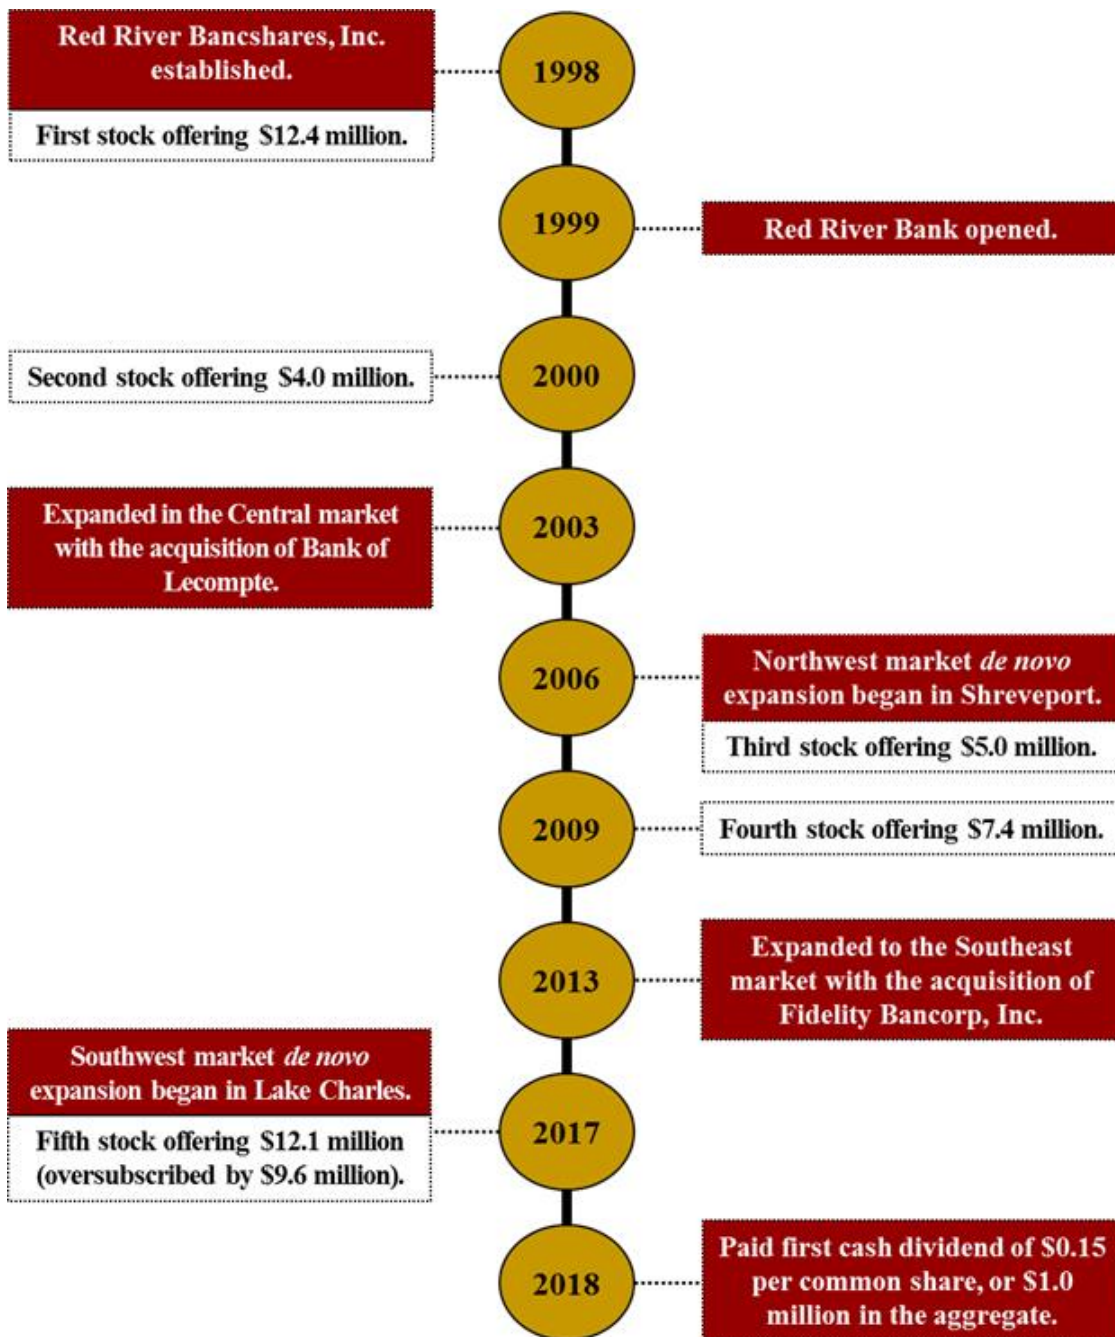 Red River Bancshares, Inc.
established.
First stock offering $12.4 million.
1998
1999
Red River Bank opened.
Second stock offering $4.0 million.
2000
Expanded in the Central market
with the acquisition of Bank of
Lecompte.
2003
2006
Northwest market de novo
expansion began in Shreveport.
Third stock offering $5.0 million.
2009
Fourth stock offering $7.4 million.
2013
Expanded to the Southeast
market with the acquisition of
Fidelity Bancorp, Inc.
Southwest market de novo
expansion began in Lake Charles.
Fifth stock offering $12.1 million
(oversubscribed by $9.6 million).
2017
2018
Paid first cash dividend of $0.15
per common share, or $1.0
million in the aggregate.